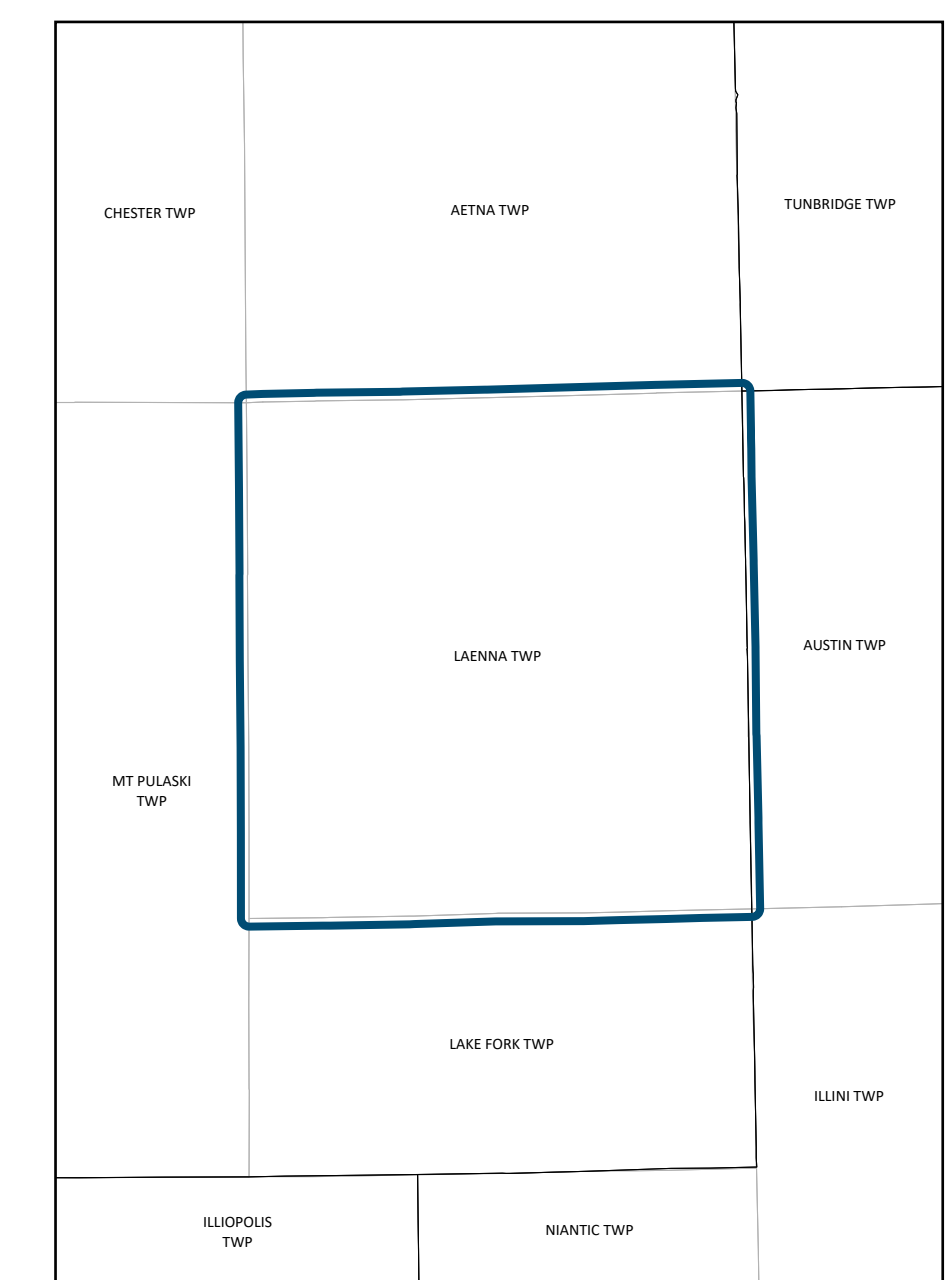 CHESTER TWP
AETNA TWP
TUNBRIDGE TWP
LAENNA TWP
AUSTIN TWP
MT PULASKI
TWP
LAKE FORK TWP
ILLINI TWP
ILLIOPOLIS
TWP
NIANTIC TWP